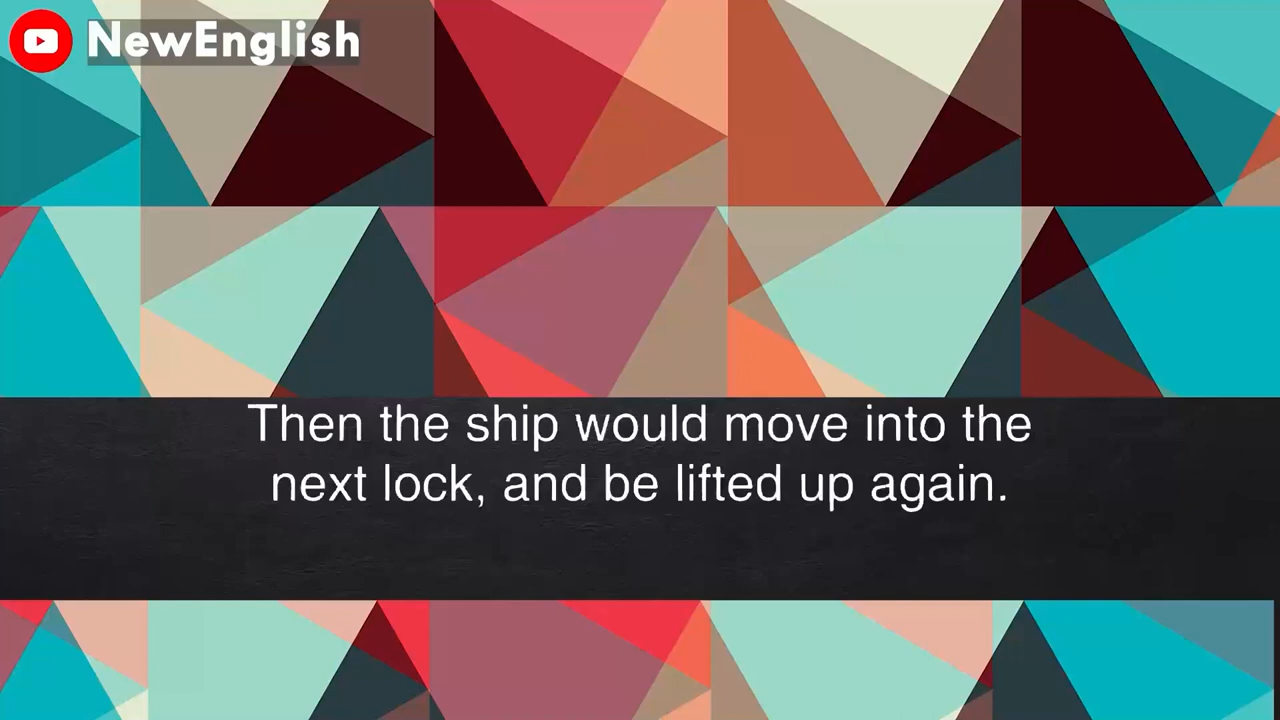 NewEnglish
Then the ship would move into the
next lock, and be lifted up again.